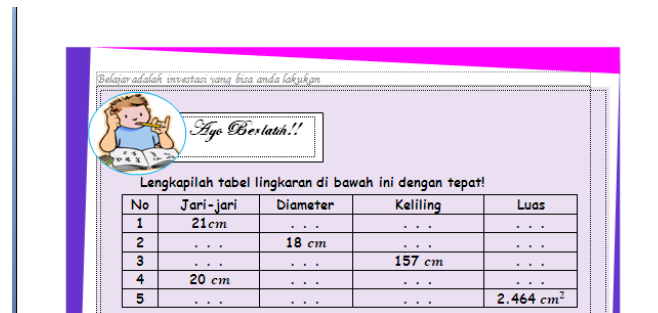 Belajar adalah investasi yang bisa anda lakukan
Ayo Berlatih!!
Lengkapilah tabel lingkaran di bawah ini dengan tepat!
No Jari-jari Diameter Keliling Luas
1 21cm . . . . . . . . .
2 . . . 18 cm . . . . . .
3 . . . . . . 157 cm . . .
4 20 cm . . . . . . . . .
5 . . . . . . . . . 2.464 cm²